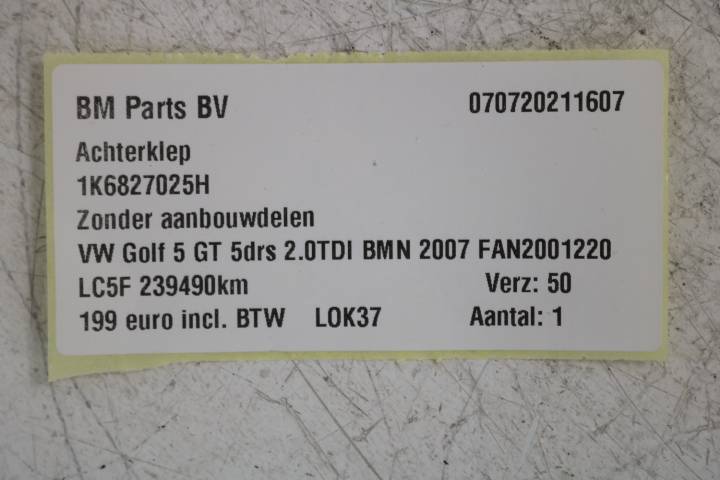 BM Parts BV 070720211607
Achterklep
1K6827025H
Zonder aanbouwdelen
VW Golf 5 GT 5drs 2.0TDI BMN 2007 FAN2001220
LC5F 239490km Verz: 50
199 euro incl. BTW LOK37 Aantal: 1